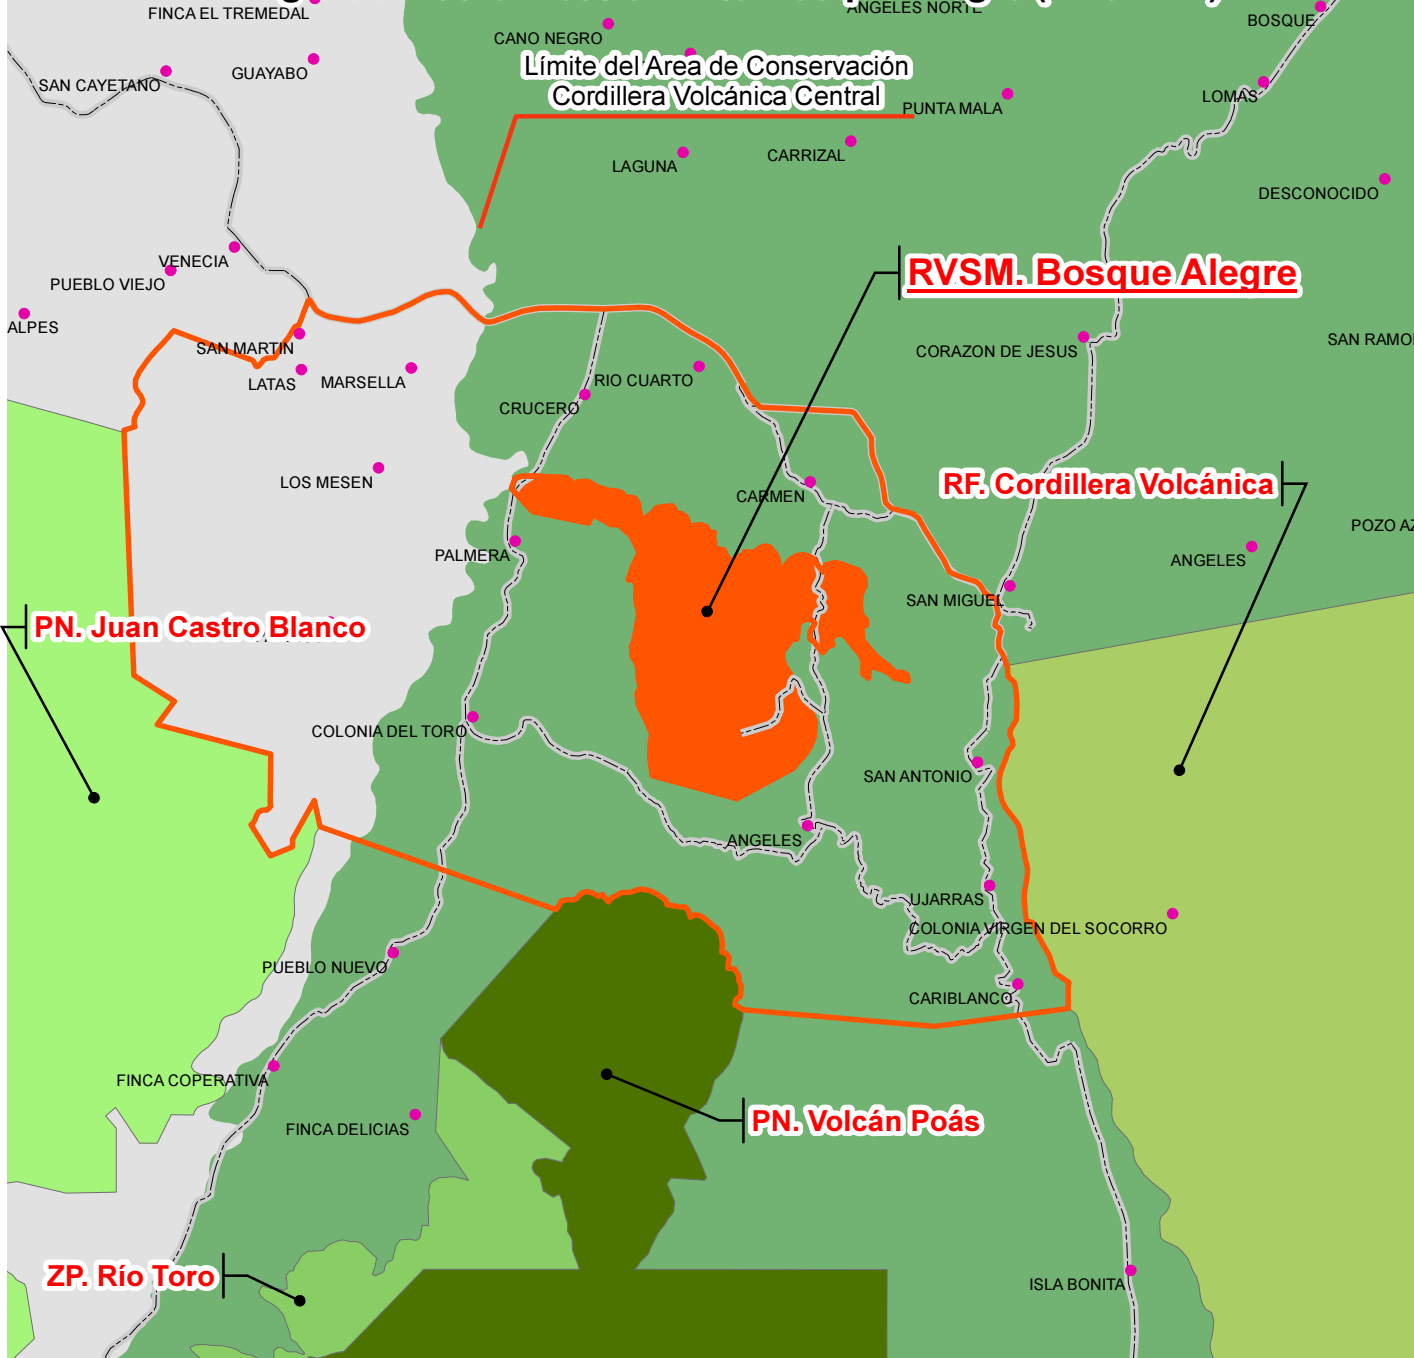 FINCA EL TREMEDAL
ANGELES NORTE
BOSQUE
CANO NEGRO
Límite del Area de Conservación
Cordillera Volcánica Central
GUAYABO
SAN CAYETANO
LOMAS
PUNTA MALA
LAGUNA
CARRIZAL
DESCONOCIDO
VENECIA
PUEBLO VIEJO
RVSM. Bosque Alegre
ALPES
SAN MARTIN
CORAZON DE JESUS
LATAS
MARSELLA
RIO CUARTO
CRUCERO
LOS MESEN
CARMEN
RF. Cordillera Volcánica
PALMERA
ANGELES
SAN MIGUEL
PN. Juan Castro Blanco
COLONIA DEL TORO
SAN ANTONIO
ANGELES
UJARRAS
COLONIA VIRGEN DEL SOCORRO
PUEBLO NUEVO
CARIBLANCO
FINCA COPERATIVA
PN. Volcán Poás
FINCA DELICIAS
ZP. Río Toro
ISLA BONITA